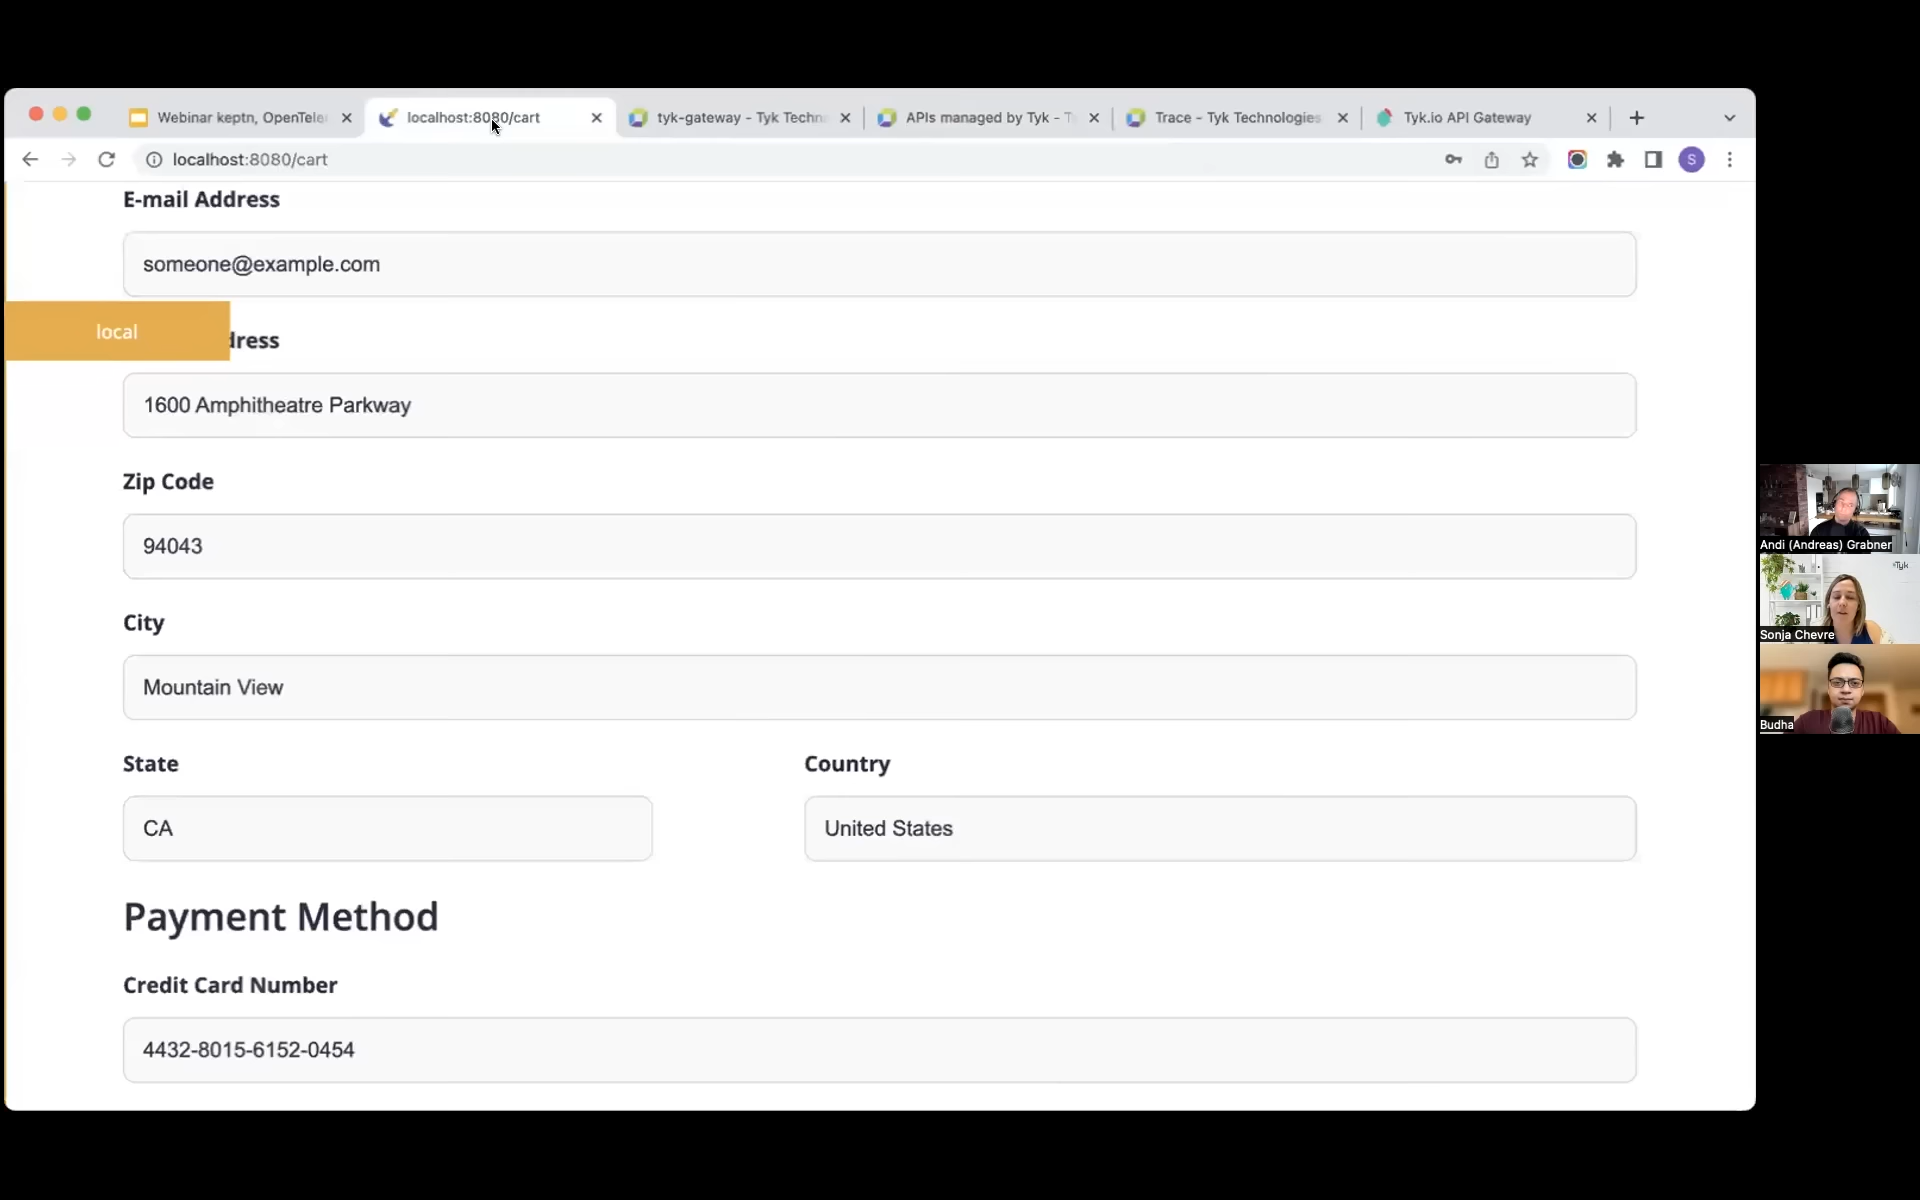 Webinar keptn, OpenTele
localhost:8080/cart
tyk-gateway - Tyk Techn
APIs managed by Tyk - T
Trace - Tyk Technologies
Tyk.io API Gateway
localhost:8080/cart
S
E-mail Address
someone@example.com
local
dress
1600 Amphitheatre Parkway
Zip Code
94043
City
Mountain View
State
Country
CA
United States
Payment Method
Credit Card Number
4432-8015-6152-0454
Andi (Andreas) Grabner
Tyk
Sonja Chevre
Budha